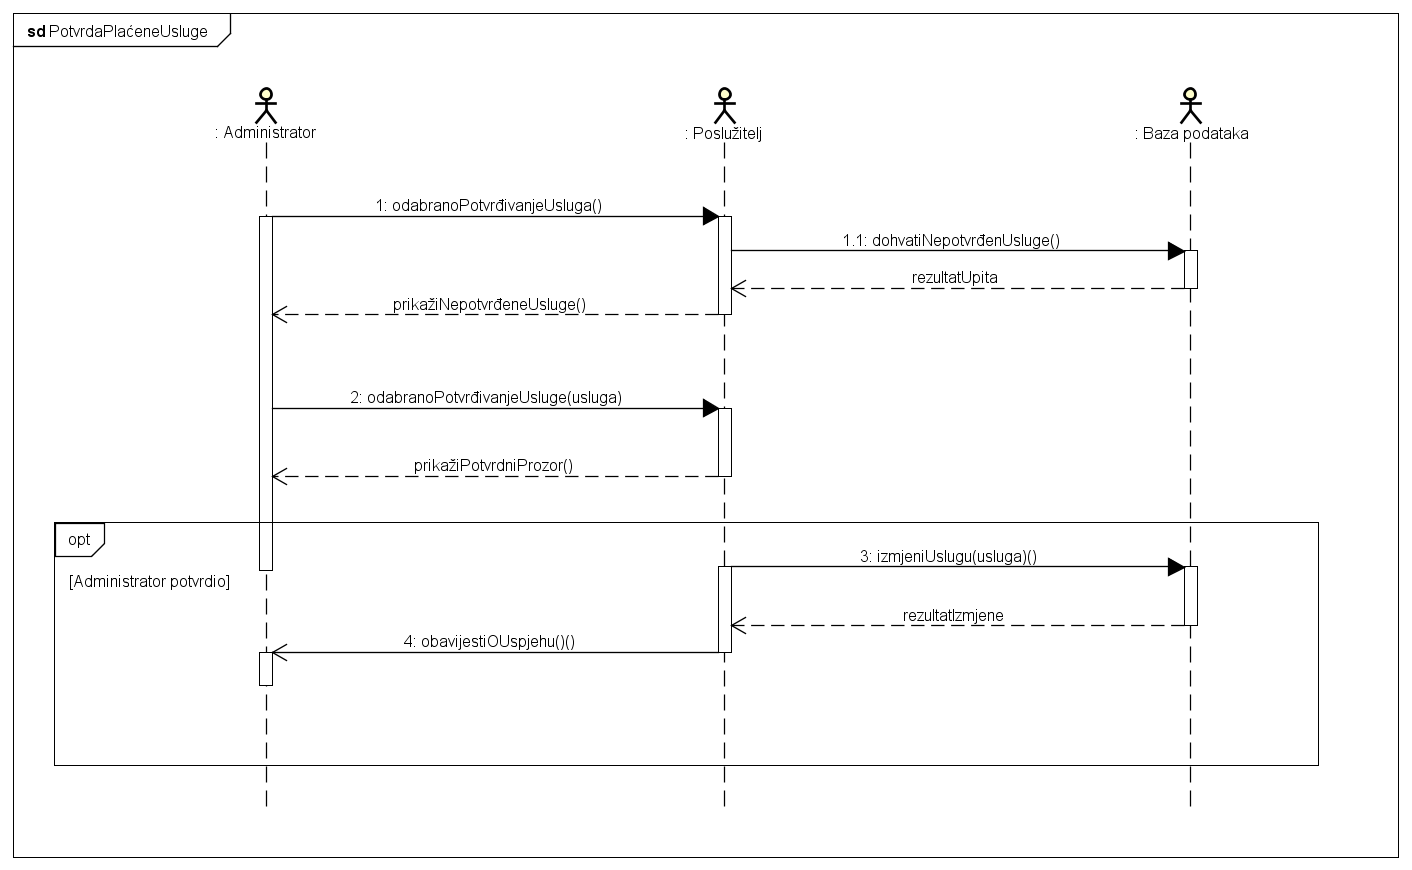 sd PotvrdaPlaćeneUsluge
: Administrator
: Poslužitelj
: Baza podataka
1: odabranoPotvrđivanjeUsluga()
1.1: dohvatiNepotvrđenUsluge()
rezultatUpita
prikažiNepotvrđeneUsluge()
2: odabranoPotvrđivanjeUsluge(usluga)
prikažiPotvrdniProzor()
opt
3: izmjeniUslugu(usluga)()
[Administrator potvrdio]
rezultatIzmjene
4: obavijestiOUspjehu()()